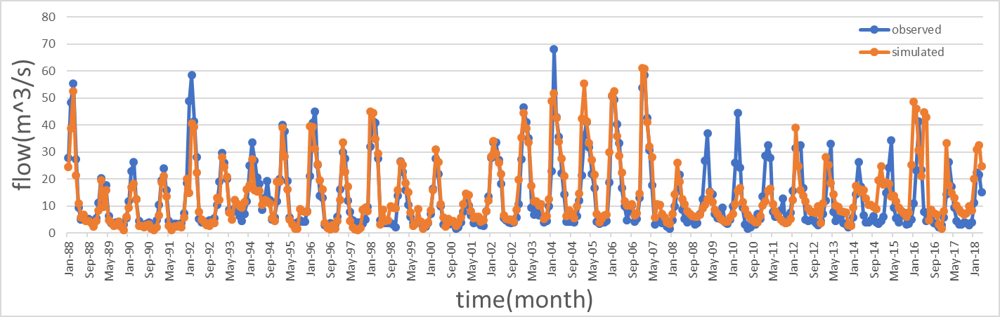 80
70
60
50
40
30
20
10
0
flow(m^3/s)
observed
simulated
Jan-88
Sep-88
May-89
Jan-90
Sep-90
May-91
Jan-92
Sep-92
May-93
Jan-94
Sep-94
May-95
Jan-96
Sep-96
May-97
Jan-98
Sep-98
May-99
Jan-00
Sep-00
May-01
Jan-02
Sep-02
May-03
Jan-04
Sep-04
May-05
Jan-06
Sep-06
May-07
Jan-08
Sep-08
May-09
Jan-10
Sep-10
May-11
Jan-12
Sep-12
May-13
Jan-14
Sep-14
May-15
Jan-16
Sep-16
May-17
Jan-18
time(month)